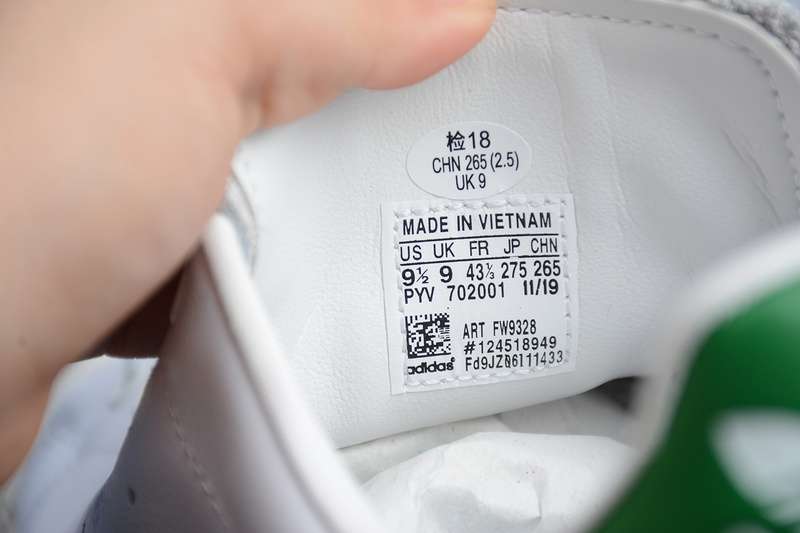 检18
CHN 265(2.5)
UK 9
MADE IN VIETNAM
US UK FR JP CHN
9½ 9 43⅓ 275 265
PYV 702001 11/19
ART FW9328
#124518949
Fd9JZ06111433
adidas